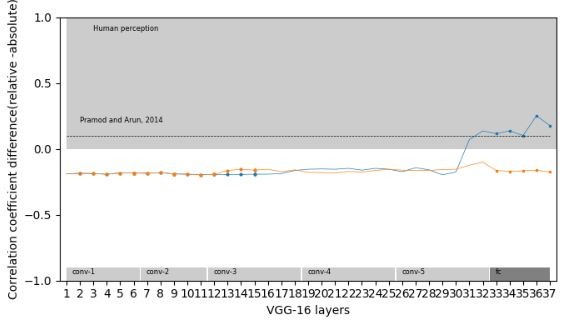 Correlation coefficient difference(relative -absolute)
1.0
Human perception
0.5
Pramod and Arun, 2014
0.0
−0.5
−1.0
conv-1 conv-2 conv-3 conv-4 conv-5 fc
1 2 3 4 5 6 7 8 9 10 11 12 13 14 15 16 17 18 19 20 21 22 23 24 25 26 27 28 29 30 31 32 33 34 35 36 37
VGG-16 layers